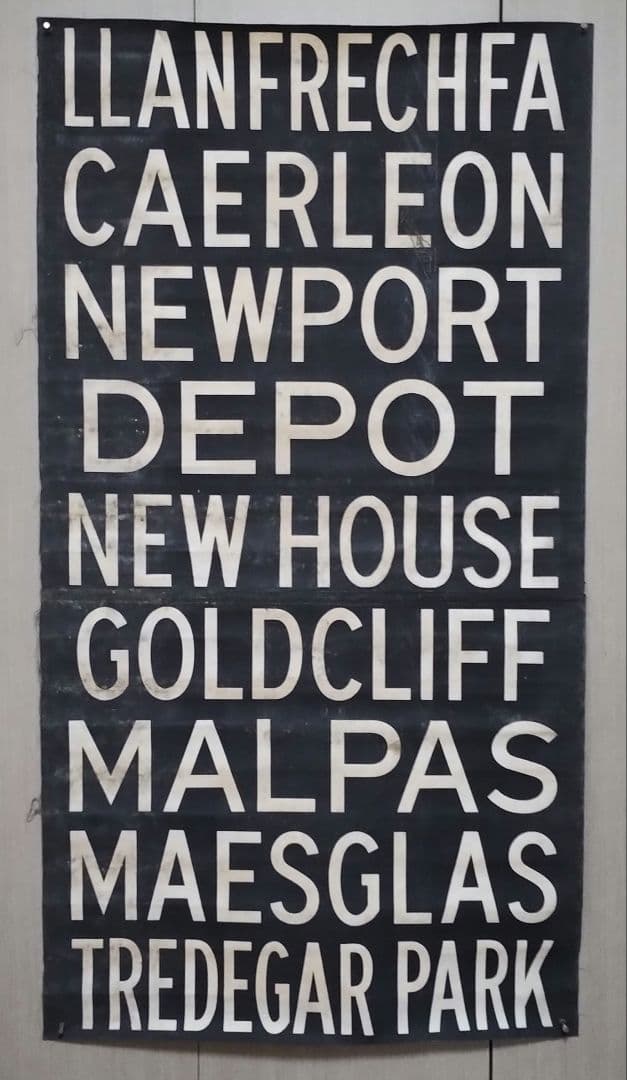 LLANFRECHFA
CAERLEON
NEWPORT
DEPOT
NEW HOUSE
GOLDCLIFF
MALPAS
MAESGLAS
TREDEGAR PARK